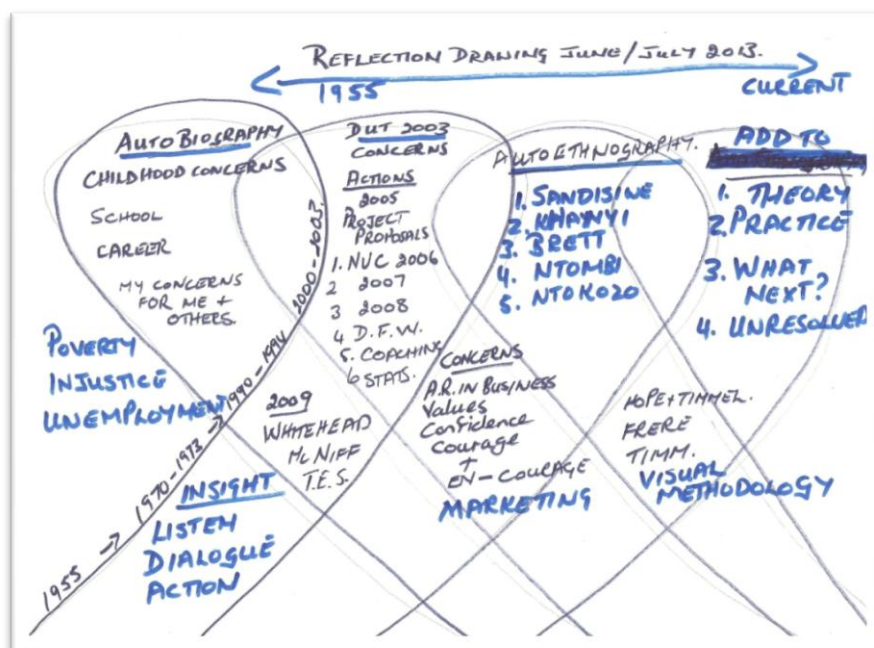 REFLECTION DRAWING JUNE/JULY 2013.
1955
CURRENT
AUTOBIOGRAPHY
CHILDHOOD CONCERNS
SCHOOL
CAREER
MY CONCERNS
FOR ME +
OTHERS.
POVERTY
INJUSTICE
UNEMPLOYMENT
1955 → 1970-1973 → 1990-1994 2000-2003.
INSIGHT
LISTEN
DIALOGUE
ACTION
DUT 2003
CONCERNS
ACTIONS
2005
PROJECT
PROPOSALS
1. NUC 2006
2 2007
3 2008
4 D.F.W.
5. COACHING
6 STATS.
2009
WHITEHEAD
MCNIFF
T.E.S.
AUTOETHNOGRAPHY.
1. SANDISINE
2. KHANYI
3. BRETT
4. NTOMBI
5. NTOKOZO
CONCERNS
A.R. IN BUSINESS
Values
Confidence
Courage
+
EN-COURAGE
MARKETING
ADD TO
1. THEORY
2. PRACTICE
3. WHAT
NEXT?
4. UNRESOLVED
HOPE+TIMMEL.
FRERE
TIMM.
VISUAL
METHODOLOGY